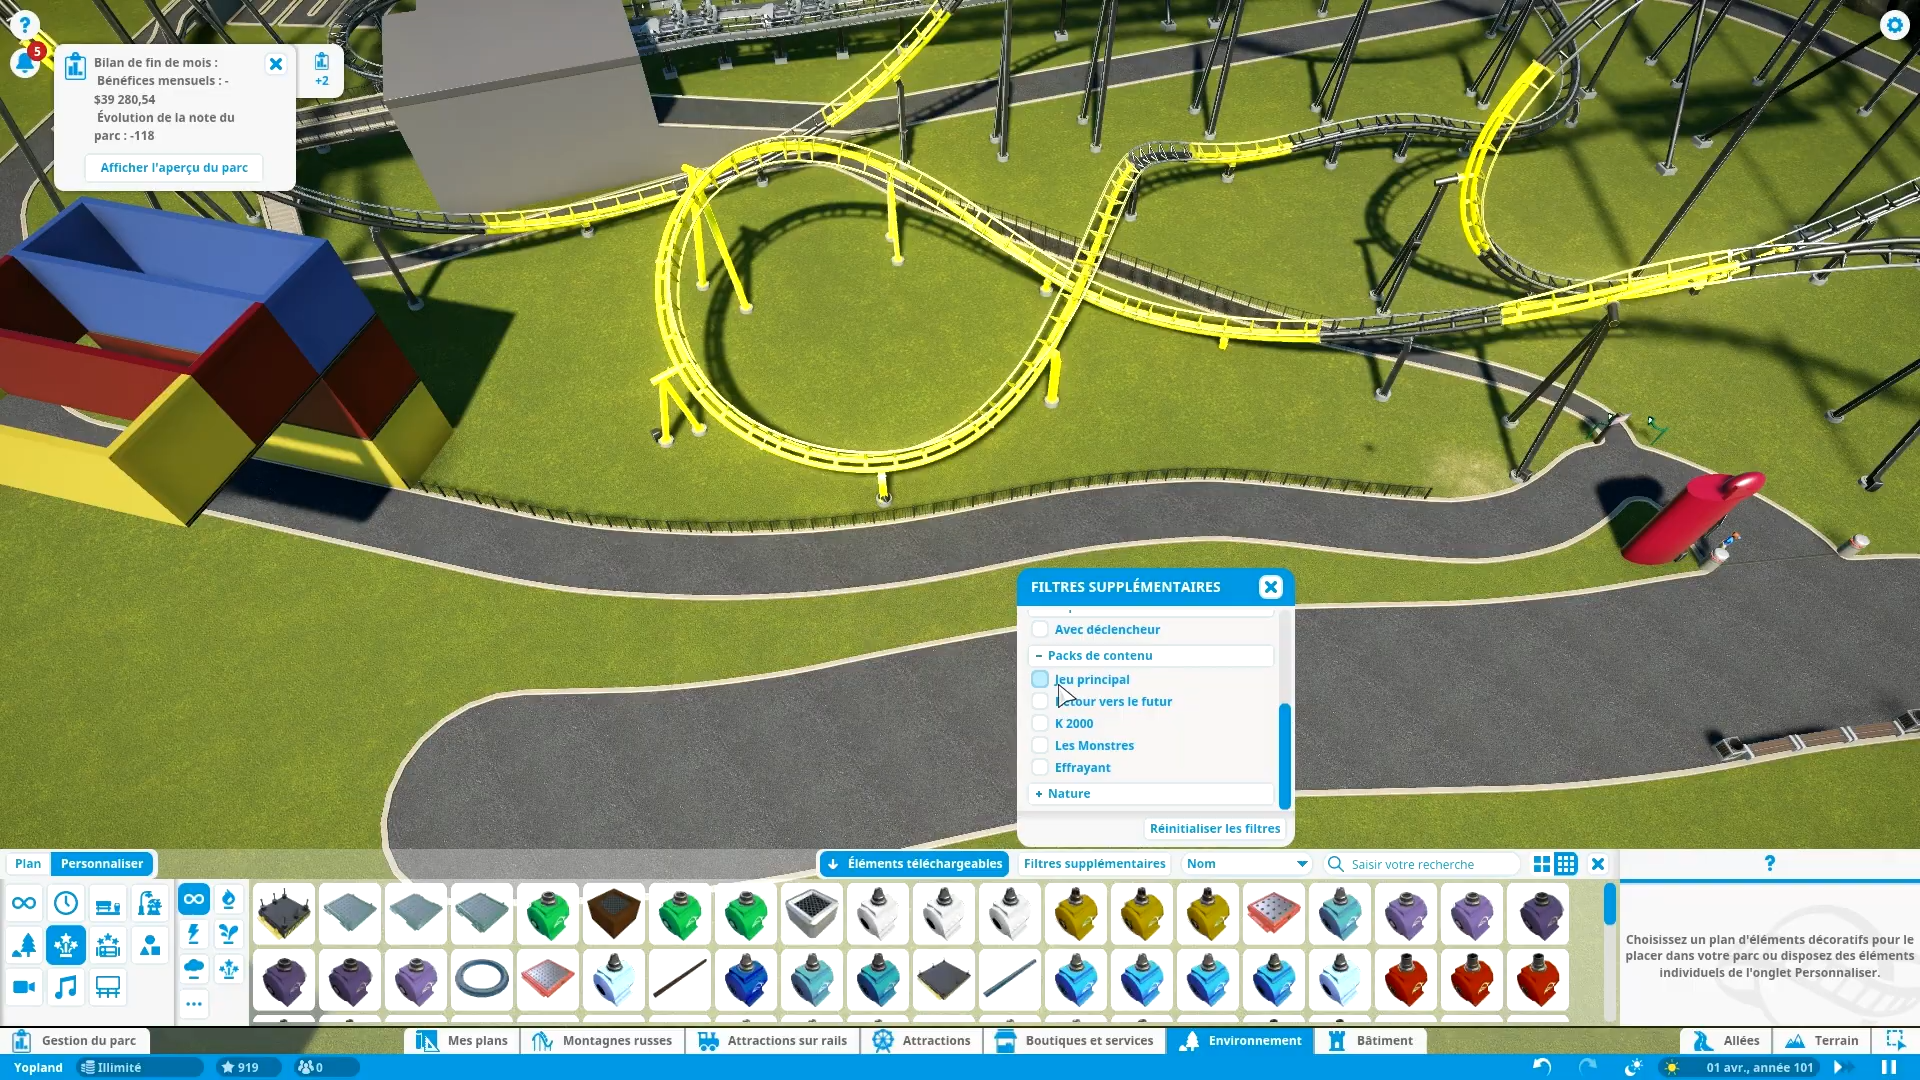 ?
5
Bilan de fin de mois :
Bénéfices mensuels : -
$39 280,54
Évolution de la note du
parc : -118
Afficher l'aperçu du parc
+2
FILTRES SUPPLÉMENTAIRES
Avec déclencheur
− Packs de contenu
Jeu principal
Retour vers le futur
K 2000
Les Monstres
Effrayant
+ Nature
Réinitialiser les filtres
Plan
Personnaliser
Éléments téléchargeables
Filtres supplémentaires
Nom
Saisir votre recherche
?
Choisissez un plan d'éléments décoratifs pour le
placer dans votre parc ou disposez des éléments
individuels de l'onglet Personnaliser.
Gestion du parc
Mes plans
Montagnes russes
Attractions sur rails
Attractions
Boutiques et services
Environnement
Bâtiment
Allées
Terrain
Yopland
Illimité
919
0
01 avr., année 101